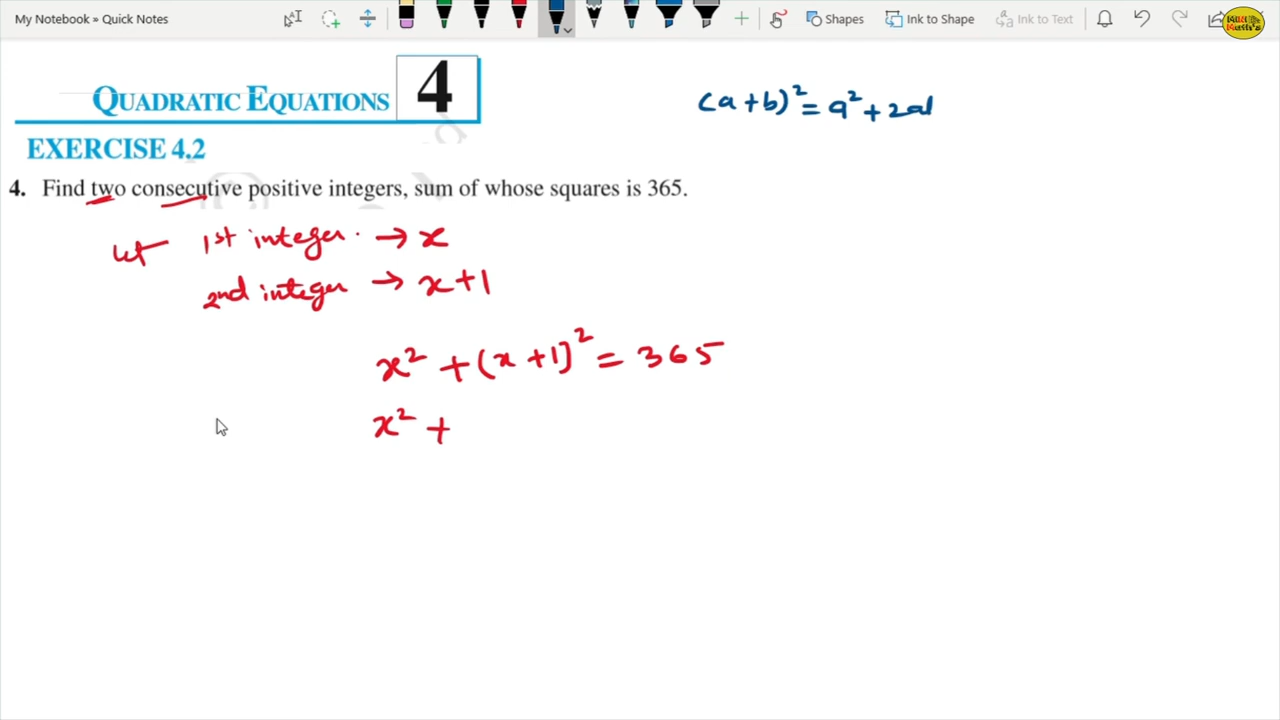 My Notebook » Quick Notes
Shapes
Ink to Shape
Ink to Text
QUADRATIC EQUATIONS 4
(a+b)² = a² + 2ab
EXERCISE 4.2
4. Find two consecutive positive integers, sum of whose squares is 365.
let 1st integer. → x
2nd integer → x+1
x² + (x+1)² = 365
x² +